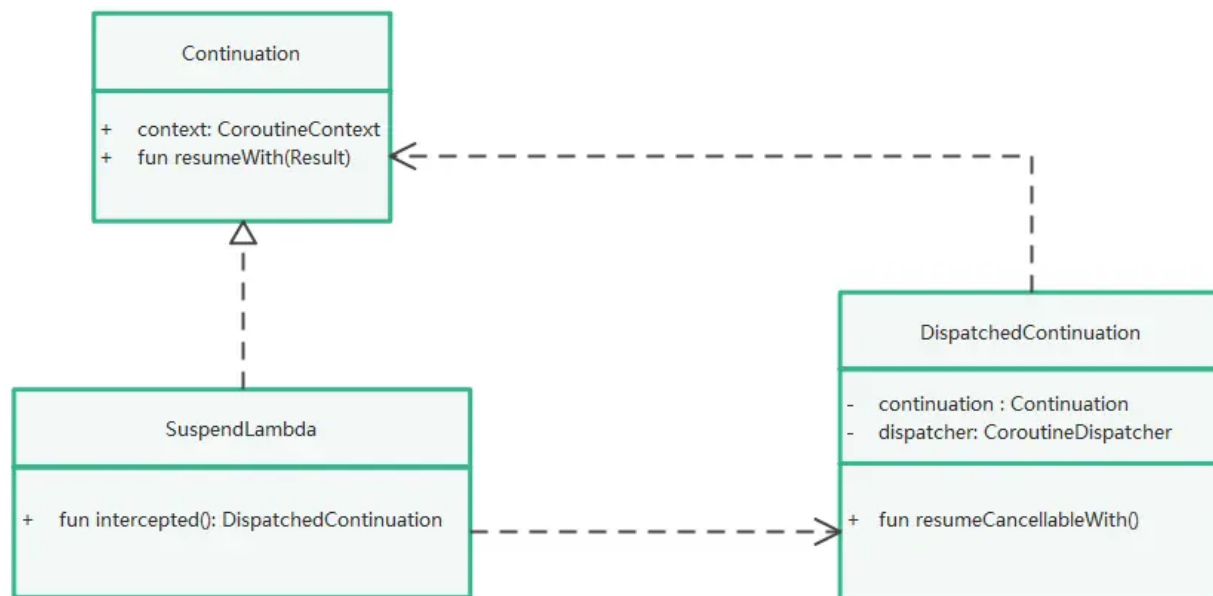 Continuation
+ context: CoroutineContext
+ fun resumeWith(Result)
DispatchedContinuation
- continuation : Continuation
- dispatcher: CoroutineDispatcher
+ fun resumeCancellableWith()
SuspendLambda
+ fun intercepted(): DispatchedContinuation